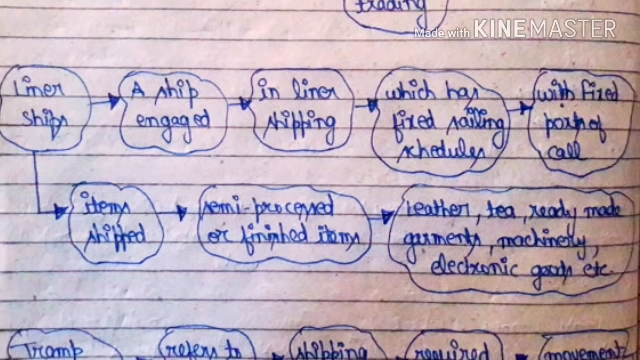 trading
Made with KINEMASTER
Liner
ships
A ship
engaged
in liner
shipping
which has
fixed sailing
schedules
with fixed
ports of
call
items
shipped
semi-processed
or finished items
leather, tea, ready made
garments, machinery,
electronic goods etc.
Tramp
refers to
shipping
required
movement